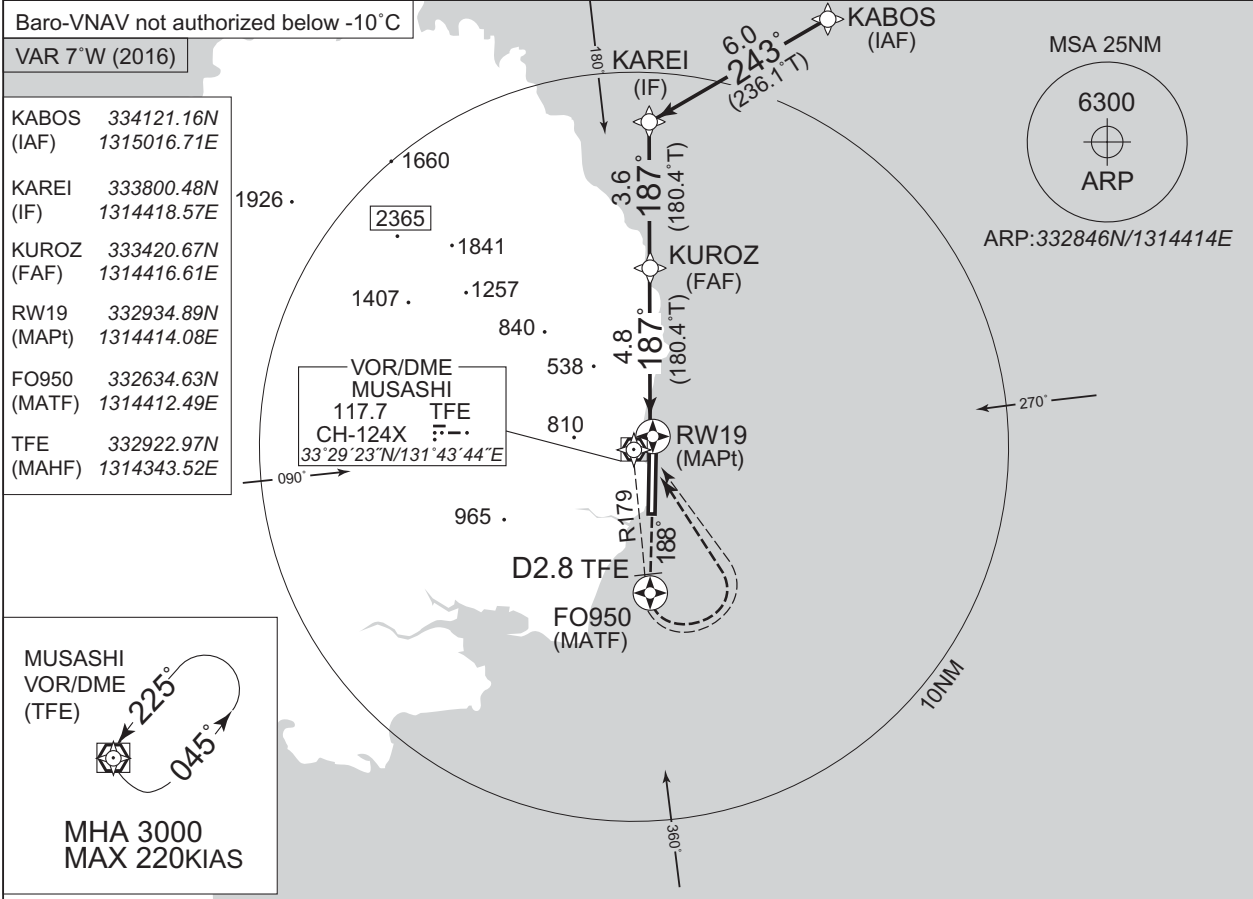 Baro-VNAV not authorized below -10˚C
VAR 7˚W (2016)
KABOS 334121.16N
(IAF) 1315016.71E
KAREI 333800.48N
(IF) 1314418.57E
KUROZ 333420.67N
(FAF) 1314416.61E
RW19 332934.89N
(MAPt) 1314414.08E
FO950 332634.63N
(MATF) 1314412.49E
TFE 332922.97N
(MAHF) 1314343.52E
KABOS
(IAF)
6.0
243˚
(236.1˚T)
180˚
KAREI
(IF)
MSA 25NM
6300
ARP
ARP:332846N/1314414E
3.6
187˚
(180.4˚T)
1660
1926
2365
1841
1407
1257
840
538
810
965
KUROZ
(FAF)
4.8
187˚
(180.4˚T)
VOR/DME
MUSASHI
117.7 TFE
CH-124X
33˚29´23˝N/131˚43´44˝E
270˚
090˚
RW19
(MAPt)
R179
188˚
D2.8 TFE
FO950
(MATF)
10NM
360˚
MUSASHI
VOR/DME
(TFE)
225˚
045˚
MHA 3000
MAX 220KIAS